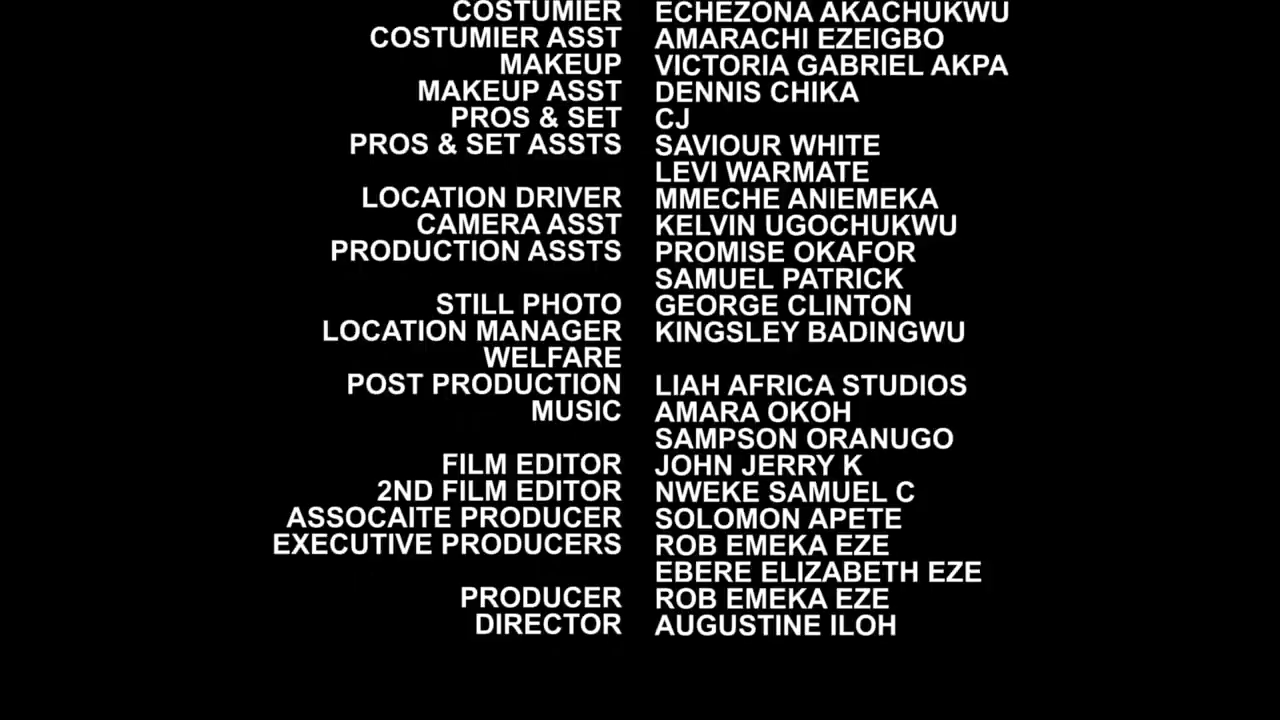 COSTUMIER ECHEZONA AKACHUKWU
COSTUMIER ASST AMARACHI EZEIGBO
MAKEUP VICTORIA GABRIEL AKPA
MAKEUP ASST DENNIS CHIKA
PROS & SET CJ
PROS & SET ASSTS SAVIOUR WHITE
LEVI WARMATE
LOCATION DRIVER MMECHE ANIEMEKA
CAMERA ASST KELVIN UGOCHUKWU
PRODUCTION ASSTS PROMISE OKAFOR
SAMUEL PATRICK
STILL PHOTO GEORGE CLINTON
LOCATION MANAGER KINGSLEY BADINGWU
WELFARE
POST PRODUCTION LIAH AFRICA STUDIOS
MUSIC AMARA OKOH
SAMPSON ORANUGO
FILM EDITOR JOHN JERRY K
2ND FILM EDITOR NWEKE SAMUEL C
ASSOCAITE PRODUCER SOLOMON APETE
EXECUTIVE PRODUCERS ROB EMEKA EZE
EBERE ELIZABETH EZE
PRODUCER ROB EMEKA EZE
DIRECTOR AUGUSTINE ILOH